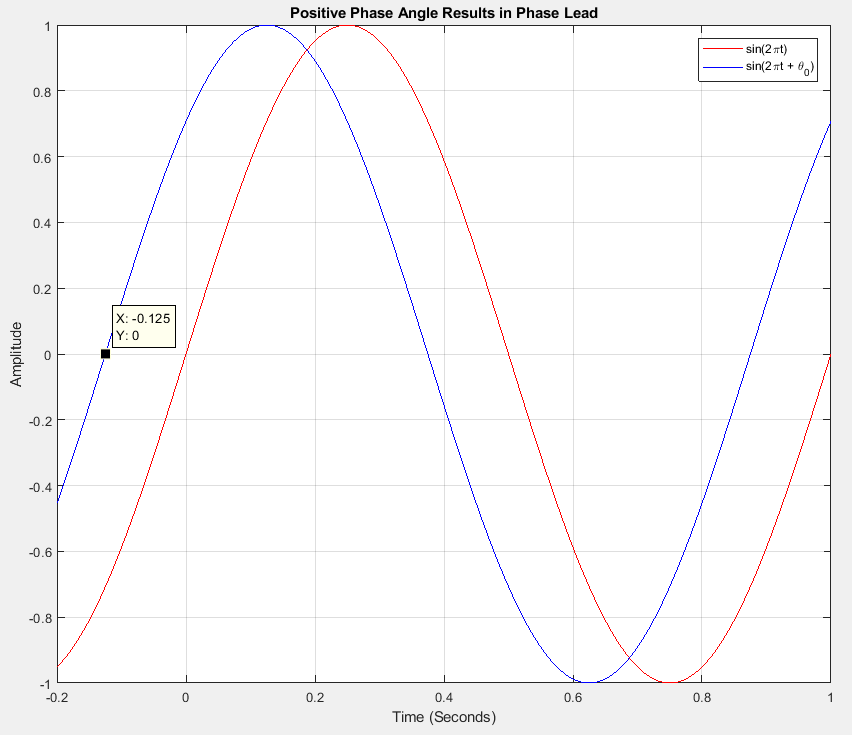 Positive Phase Angle Results in Phase Lead
sin(2πt)
sin(2πt + θ₀)
1
0.8
0.6
0.4
0.2
0
-0.2
-0.4
-0.6
-0.8
-1
Amplitude
X: -0.125
Y: 0
-0.2 0 0.2 0.4 0.6 0.8 1
Time (Seconds)